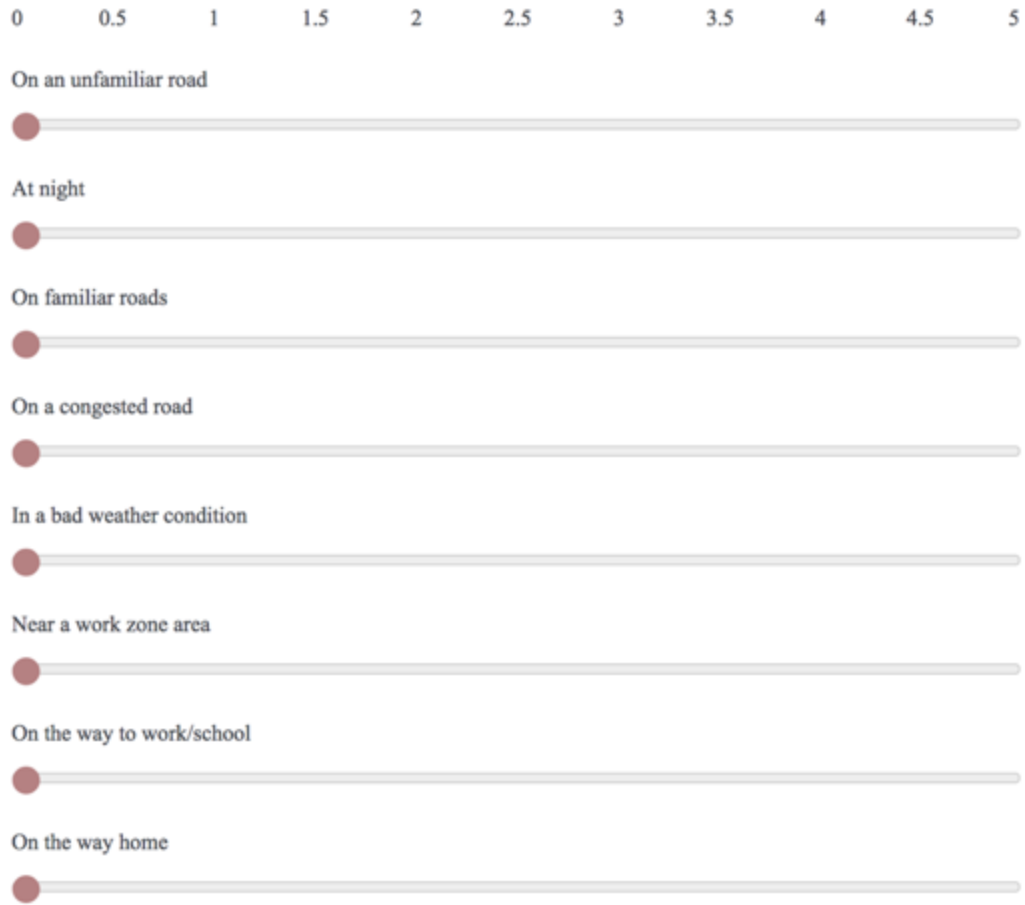 0 0.5 1 1.5 2 2.5 3 3.5 4 4.5 5
On an unfamiliar road
At night
On familiar roads
On a congested road
In a bad weather condition
Near a work zone area
On the way to work/school
On the way home